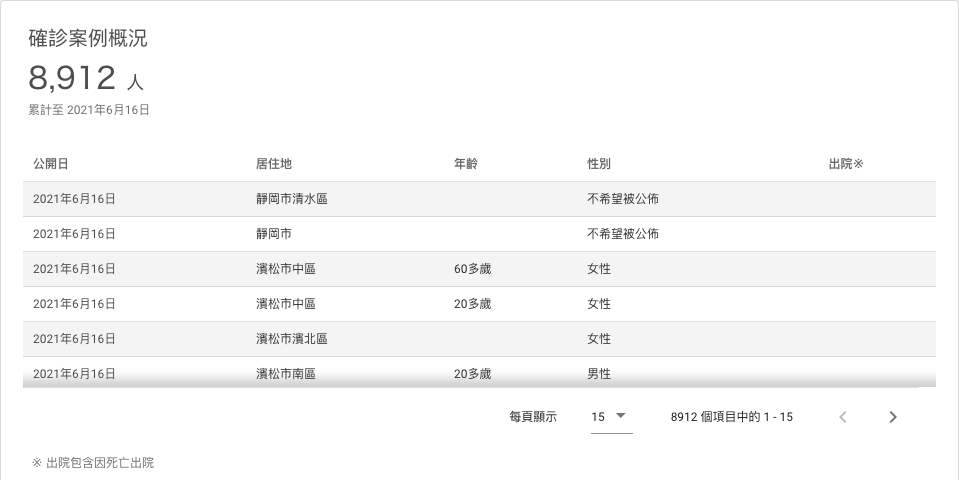 確診案例概況
8,912 人
累計至 2021年6月16日
公開日 居住地 年齡 性別 出院※
2021年6月16日 靜岡市清水區 不希望被公佈
2021年6月16日 靜岡市 不希望被公佈
2021年6月16日 濱松市中區 60多歲 女性
2021年6月16日 濱松市中區 20多歲 女性
2021年6月16日 濱松市濱北區 女性
2021年6月16日 濱松市南區 20多歲 男性
每頁顯示 15 8912 個項目中的 1 - 15
※ 出院包含因死亡出院